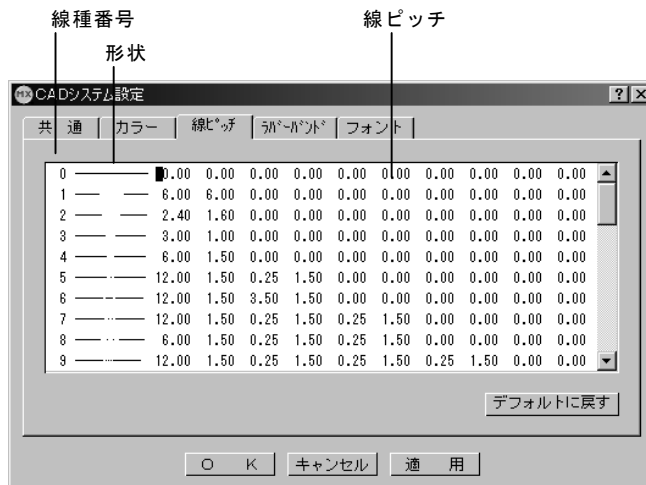 線種番号
線ピッチ
形状
MX CADシステム設定 ? ×
共 通 カラー 線ピッチ ラバーバンド フォント
0 0.00 0.00 0.00 0.00 0.00 0.00 0.00 0.00 0.00 0.00
1 6.00 6.00 0.00 0.00 0.00 0.00 0.00 0.00 0.00 0.00
2 2.40 1.60 0.00 0.00 0.00 0.00 0.00 0.00 0.00 0.00
3 3.00 1.00 0.00 0.00 0.00 0.00 0.00 0.00 0.00 0.00
4 6.00 1.50 0.00 0.00 0.00 0.00 0.00 0.00 0.00 0.00
5 12.00 1.50 0.25 1.50 0.00 0.00 0.00 0.00 0.00 0.00
6 12.00 1.50 3.50 1.50 0.00 0.00 0.00 0.00 0.00 0.00
7 12.00 1.50 0.25 1.50 0.25 1.50 0.00 0.00 0.00 0.00
8 6.00 1.50 0.25 1.50 0.25 1.50 0.00 0.00 0.00 0.00
9 12.00 1.50 0.25 1.50 0.25 1.50 0.25 1.50 0.00 0.00
デフォルトに戻す
O K キャンセル 適 用